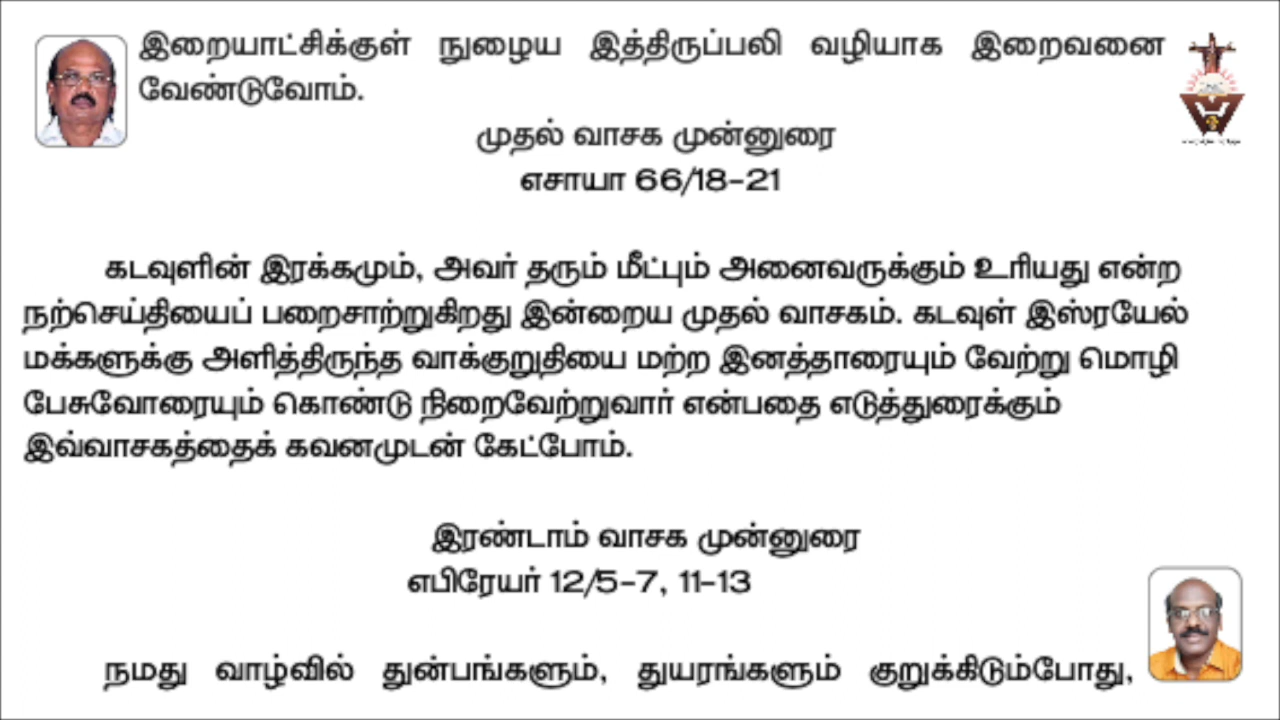 இறையாட்சிக்குள் நுழைய இத்திருப்பலி வழியாக இறைவனை
வேண்டுவோம்.
முதல் வாசக முன்னுரை
எசாயா 66/18-21
கடவுளின் இரக்கமும், அவர் தரும் மீட்பும் அனைவருக்கும் உரியது என்ற
நற்செய்தியைப் பறைசாற்றுகிறது இன்றைய முதல் வாசகம். கடவுள் இஸ்ரயேல்
மக்களுக்கு அளித்திருந்த வாக்குறுதியை மற்ற இனத்தாரையும் வேற்று மொழி
பேசுவோரையும் கொண்டு நிறைவேற்றுவார் என்பதை எடுத்துரைக்கும்
இவ்வாசகத்தைக் கவனமுடன் கேட்போம்.
இரண்டாம் வாசக முன்னுரை
எபிரேயர் 12/5-7, 11-13
நமது வாழ்வில் துன்பங்களும், துயரங்களும் குறுக்கிடும்போது,